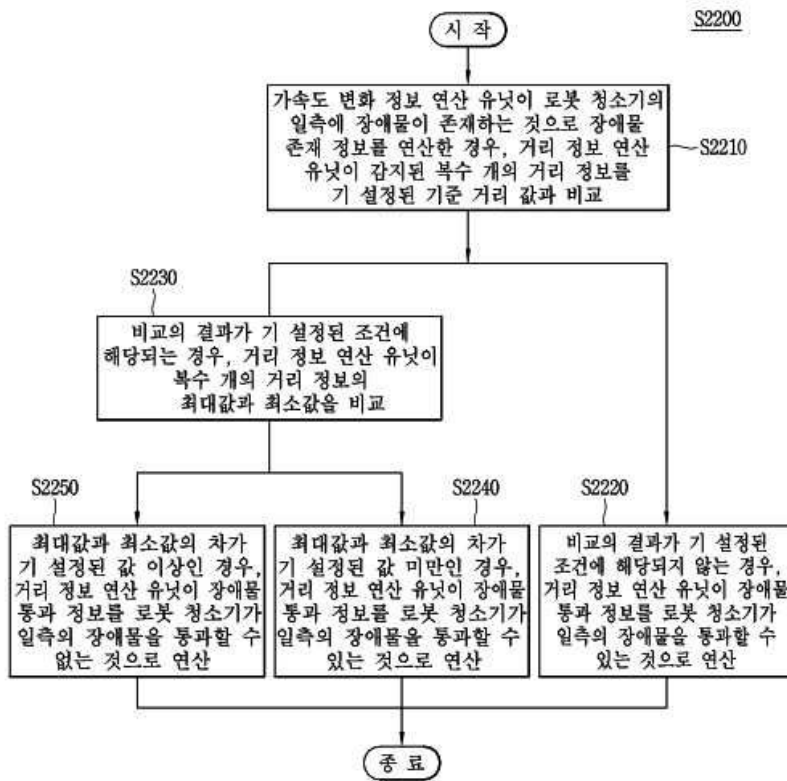 S2200
시 작
가속도 변화 정보 연산 유닛이 로봇 청소기의
일측에 장애물이 존재하는 것으로 장애물
존재 정보를 연산한 경우, 거리 정보 연산
유닛이 감지된 복수 개의 거리 정보를
기 설정된 기준 거리 값과 비교
S2210
S2230
비교의 결과가 기 설정된 조건에
해당되는 경우, 거리 정보 연산 유닛이
복수 개의 거리 정보의
최대값과 최소값을 비교
S2250
최대값과 최소값의 차가
기 설정된 값 이상인 경우,
거리 정보 연산 유닛이 장애물
통과 정보를 로봇 청소기가
일측의 장애물을 통과할 수
없는 것으로 연산
S2240
최대값과 최소값의 차가
기 설정된 값 미만인 경우,
거리 정보 연산 유닛이 장애물
통과 정보를 로봇 청소기가
일측의 장애물을 통과할 수
있는 것으로 연산
S2220
비교의 결과가 기 설정된
조건에 해당되지 않는 경우,
거리 정보 연산 유닛이 장애물
통과 정보를 로봇 청소기가
일측의 장애물을 통과할 수
있는 것으로 연산
종 료